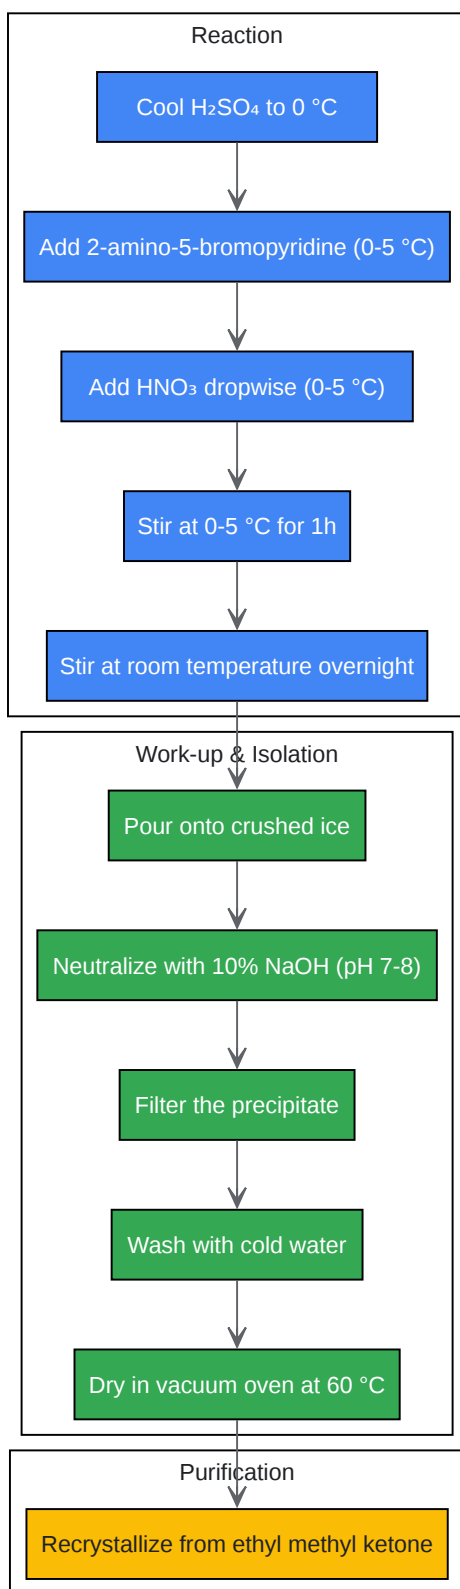 Reaction
Cool H₂SO₄ to 0 °C
Add 2-amino-5-bromopyridine (0-5 °C)
Add HNO₃ dropwise (0-5 °C)
Stir at 0-5 °C for 1h
Stir at room temperature overnight
Work-up & Isolation
Pour onto crushed ice
Neutralize with 10% NaOH (pH 7-8)
Filter the precipitate
Wash with cold water
Dry in vacuum oven at 60 °C
Purification
Recrystallize from ethyl methyl ketone